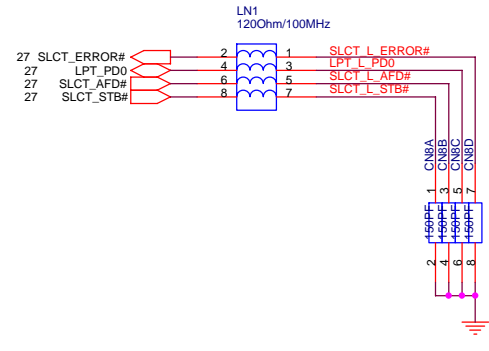 LN1
120Ohm/100MHz
27 SLCT_ERROR# 2 1 SLCT_L_ERROR#
27 LPT_PD0 4 3 LPT_L_PD0
27 SLCT_AFD# 6 5 SLCT_L_AFD#
27 SLCT_STB# 8 7 SLCT_L_STB#
CN8A CN8B CN8C CN8D
1 3 5 7
150PF 150PF 150PF 150PF
2 4 6 8